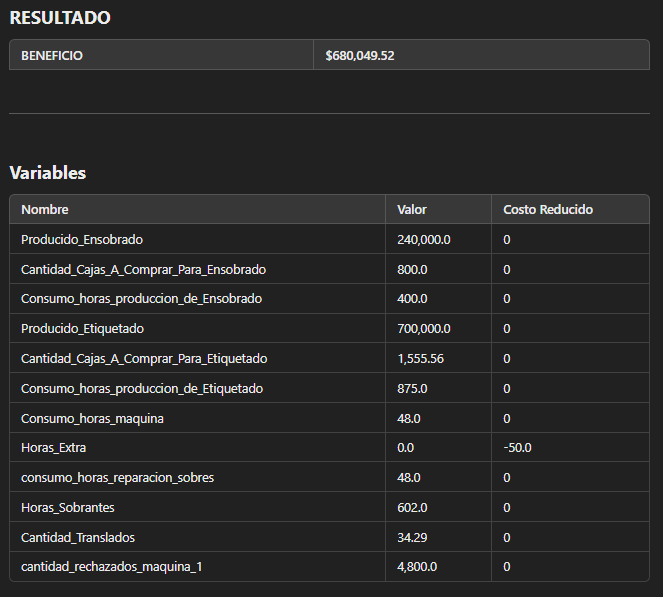 RESULTADO
BENEFICIO $680,049.52
Variables
Nombre Valor Costo Reducido
Producido_Ensobrado 240,000.0 0
Cantidad_Cajas_A_Comprar_Para_Ensobrado 800.0 0
Consumo_horas_produccion_de_Ensobrado 400.0 0
Producido_Etiquetado 700,000.0 0
Cantidad_Cajas_A_Comprar_Para_Etiquetado 1,555.56 0
Consumo_horas_produccion_de_Etiquetado 875.0 0
Consumo_horas_maquina 48.0 0
Horas_Extra 0.0 -50.0
consumo_horas_reparacion_sobres 48.0 0
Horas_Sobrantes 602.0 0
Cantidad_Translados 34.29 0
cantidad_rechazados_maquina_1 4,800.0 0